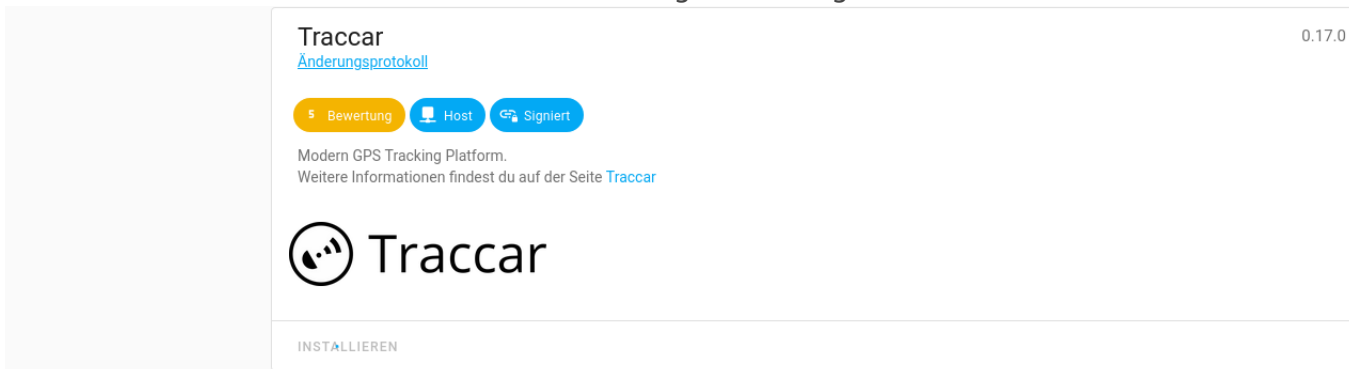 Traccar
0.17.0
Änderungsprotokoll
5 Bewertung
Host
Signiert
Modern GPS Tracking Platform.
Weitere Informationen findest du auf der Seite Traccar
Traccar
INSTALLIEREN